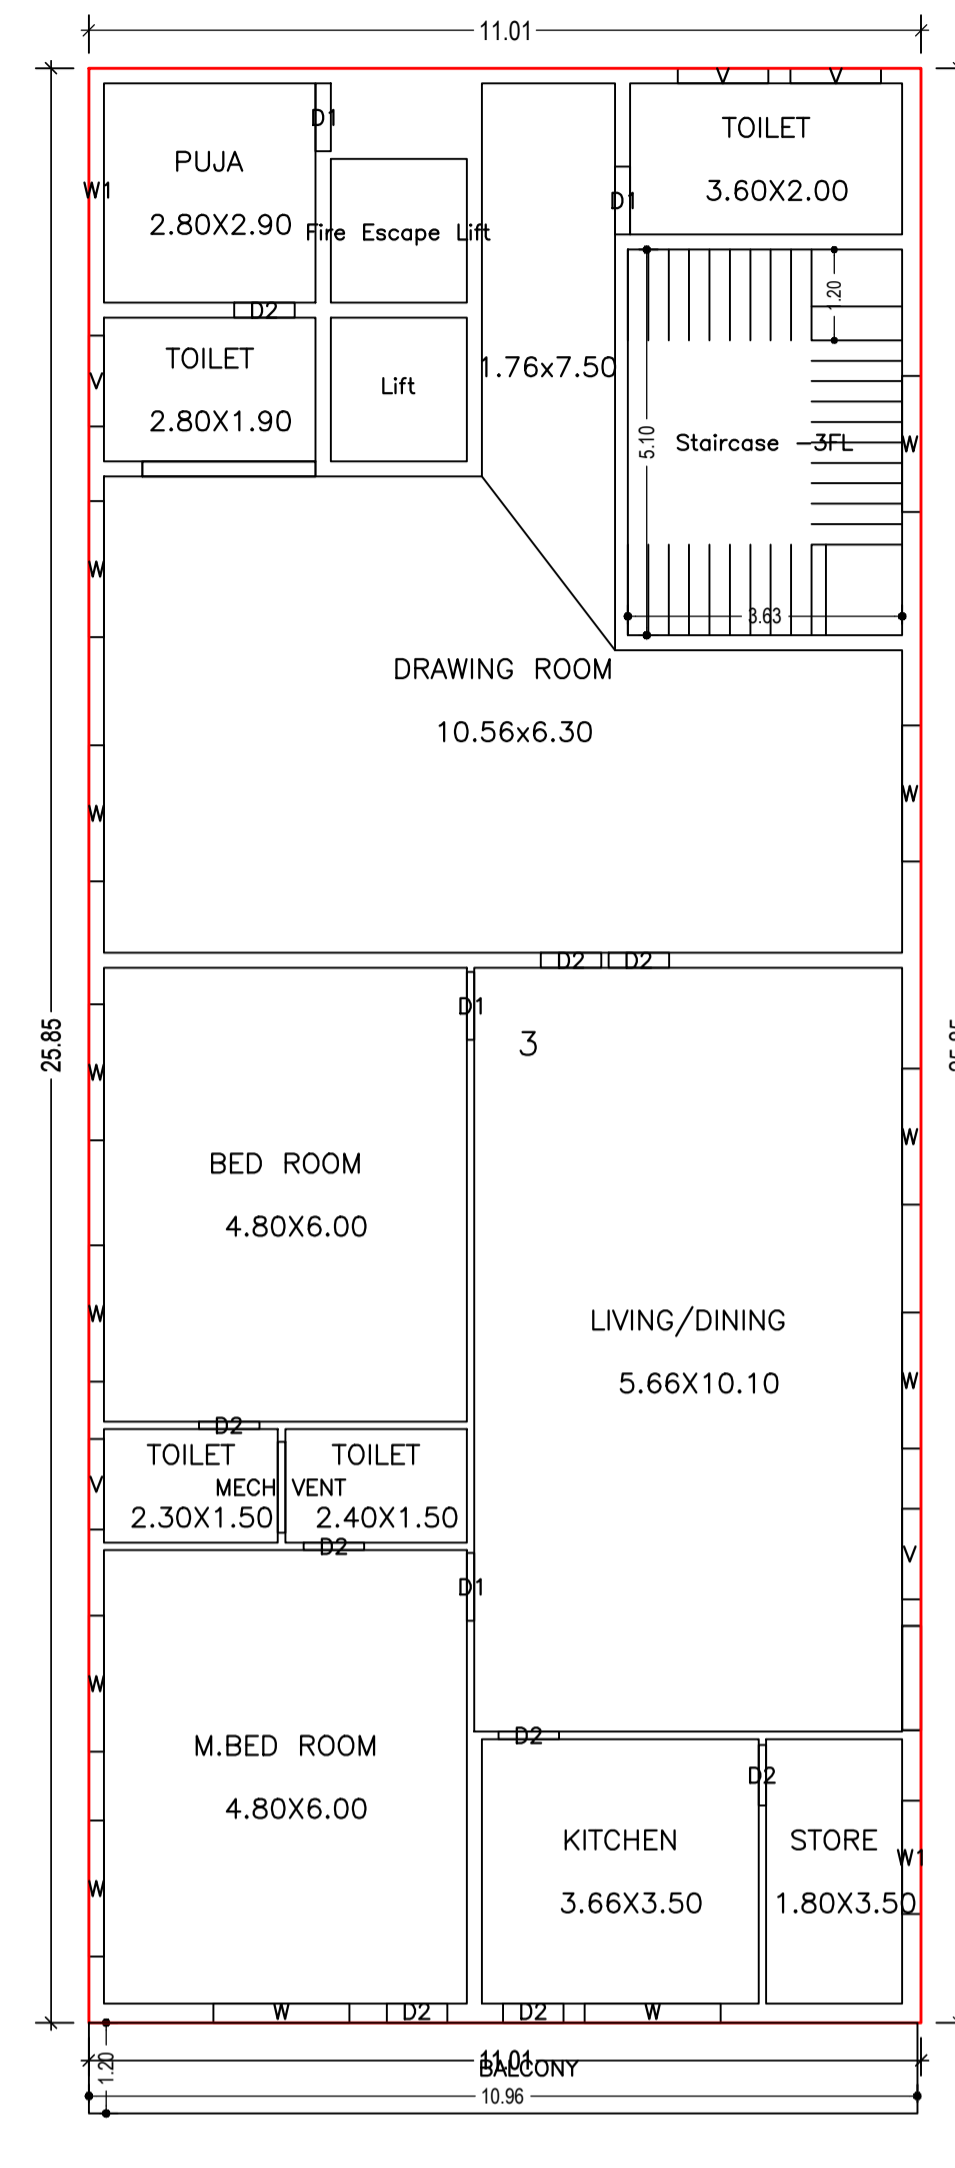 11.01
V V
D1
TOILET
PUJA
W1
3.60X2.00
D1
2.80X2.90
Fire Escape Lift
1.20
D2
TOILET
1.76x7.50
V
Lift
2.80X1.90
5.10
Staircase -3FL
W
W
3.63
DRAWING ROOM
10.56x6.30
W
W
D2 D2
D1
3
25.85
W
W
BED ROOM
4.80X6.00
W
LIVING/DINING
5.66X10.10
W
D2
TOILET TOILET
V
MECH VENT
2.30X1.50 2.40X1.50
D2
V
D1
W
D2
M.BED ROOM
D2
4.80X6.00
KITCHEN STORE
W1
W
3.66X3.50 1.80X3.50
W D2 D2 W
11.01
1.20
BALCONY
10.96